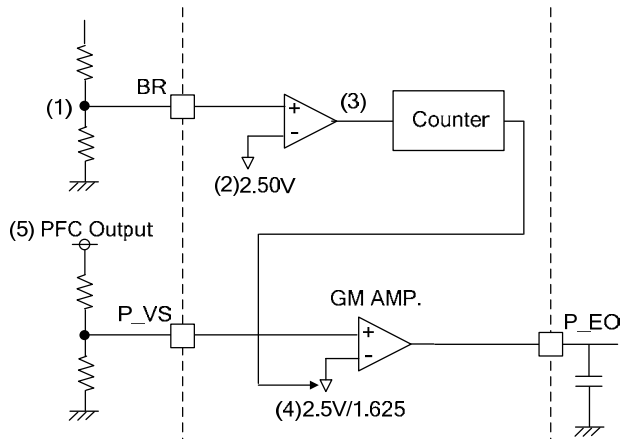 BR
(1)
+
-
(3)
Counter
(2)2.50V
(5) PFC Output
GM AMP.
P_VS
+
-
P_EO
(4)2.5V/1.625